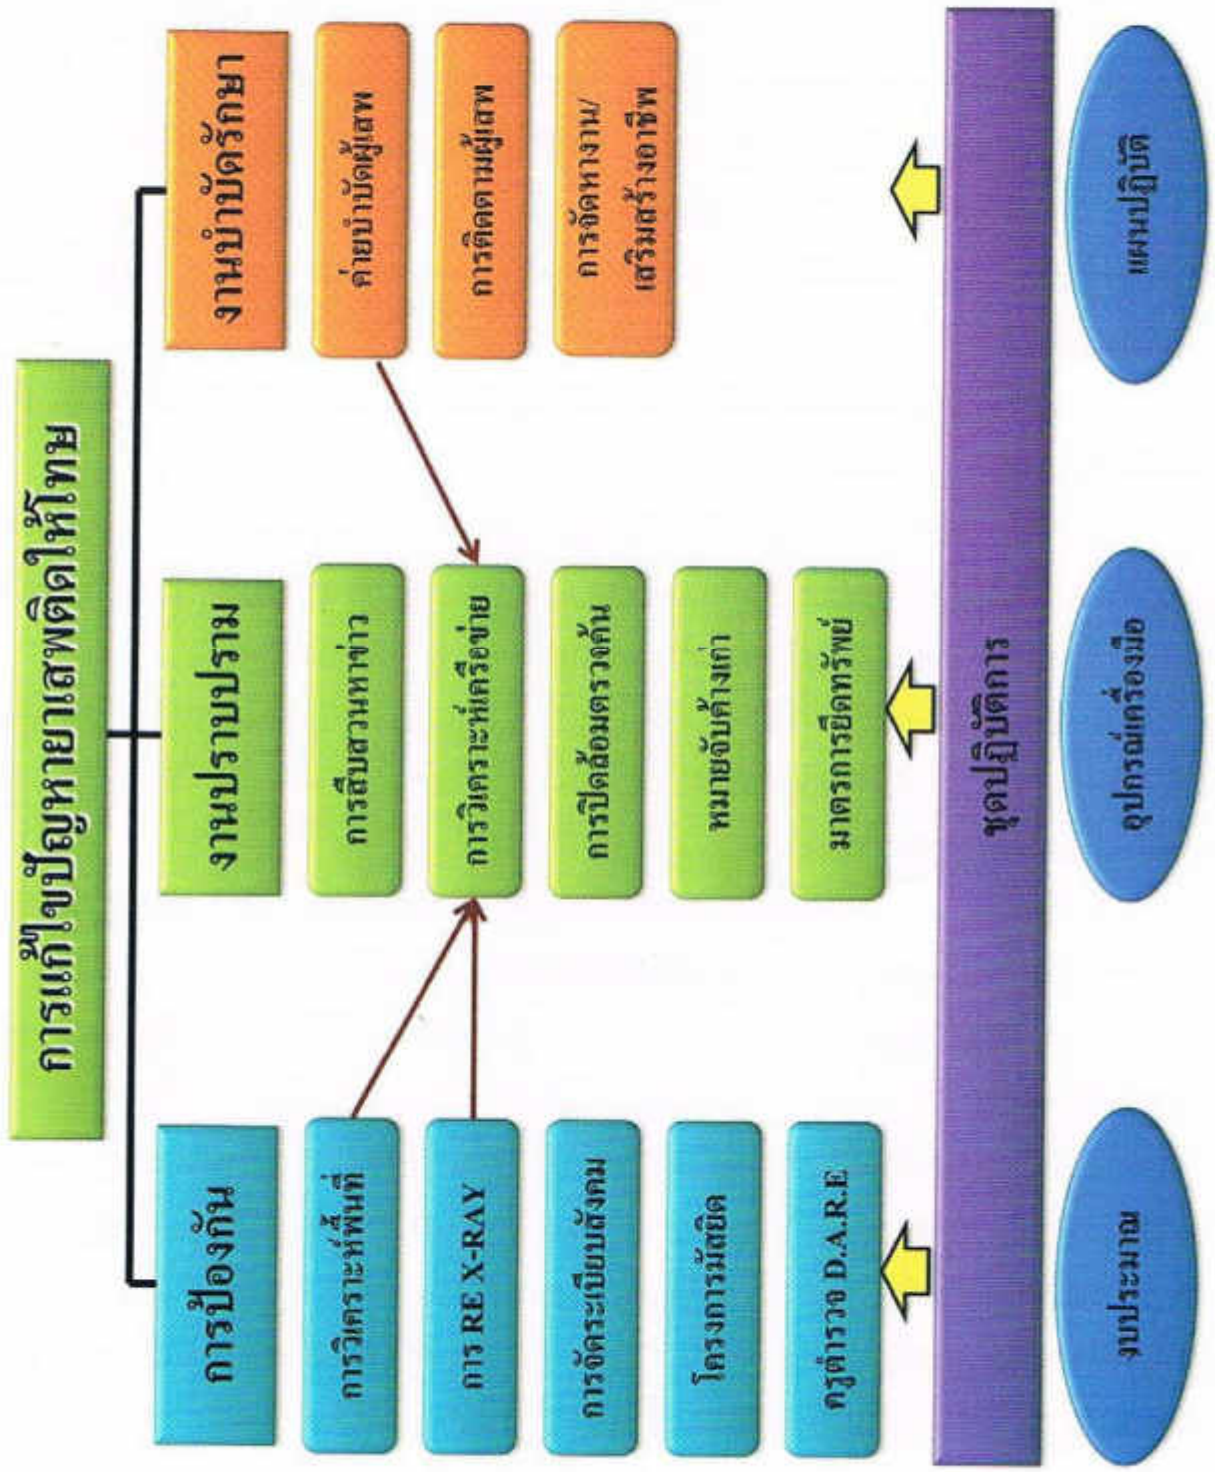 การแก้ไขปัญหายาเสพติดให้โทษ
การป้องกัน
การวิเคราะห์พื้นที่
การ RE X-RAY
การจัดระเบียบสังคม
โครงการมัสยิด
ครูตำรวจ D.A.R.E
งานปราบปราม
การสืบสวนหาข่าว
การวิเคราะห์เครือข่าย
การปิดล้อมตรวจค้น
หมายจับค้างเก่า
มาตรการยึดทรัพย์
งานบำบัดรักษา
ค่ายบำบัดผู้เสพ
การติดตามผู้เสพ
การจัดหางาน/
เสริมสร้างอาชีพ
ชุดปฏิบัติการ
งบประมาณ
อุปกรณ์เครื่องมือ
แผนปฏิบัติ